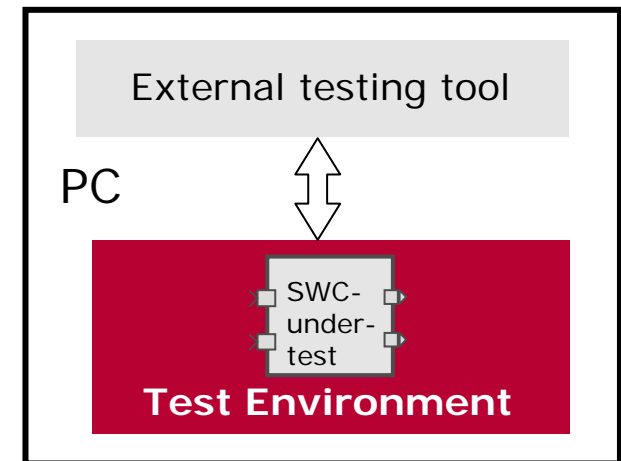 External testing tool
PC
SWC-
under-
test
Test Environment